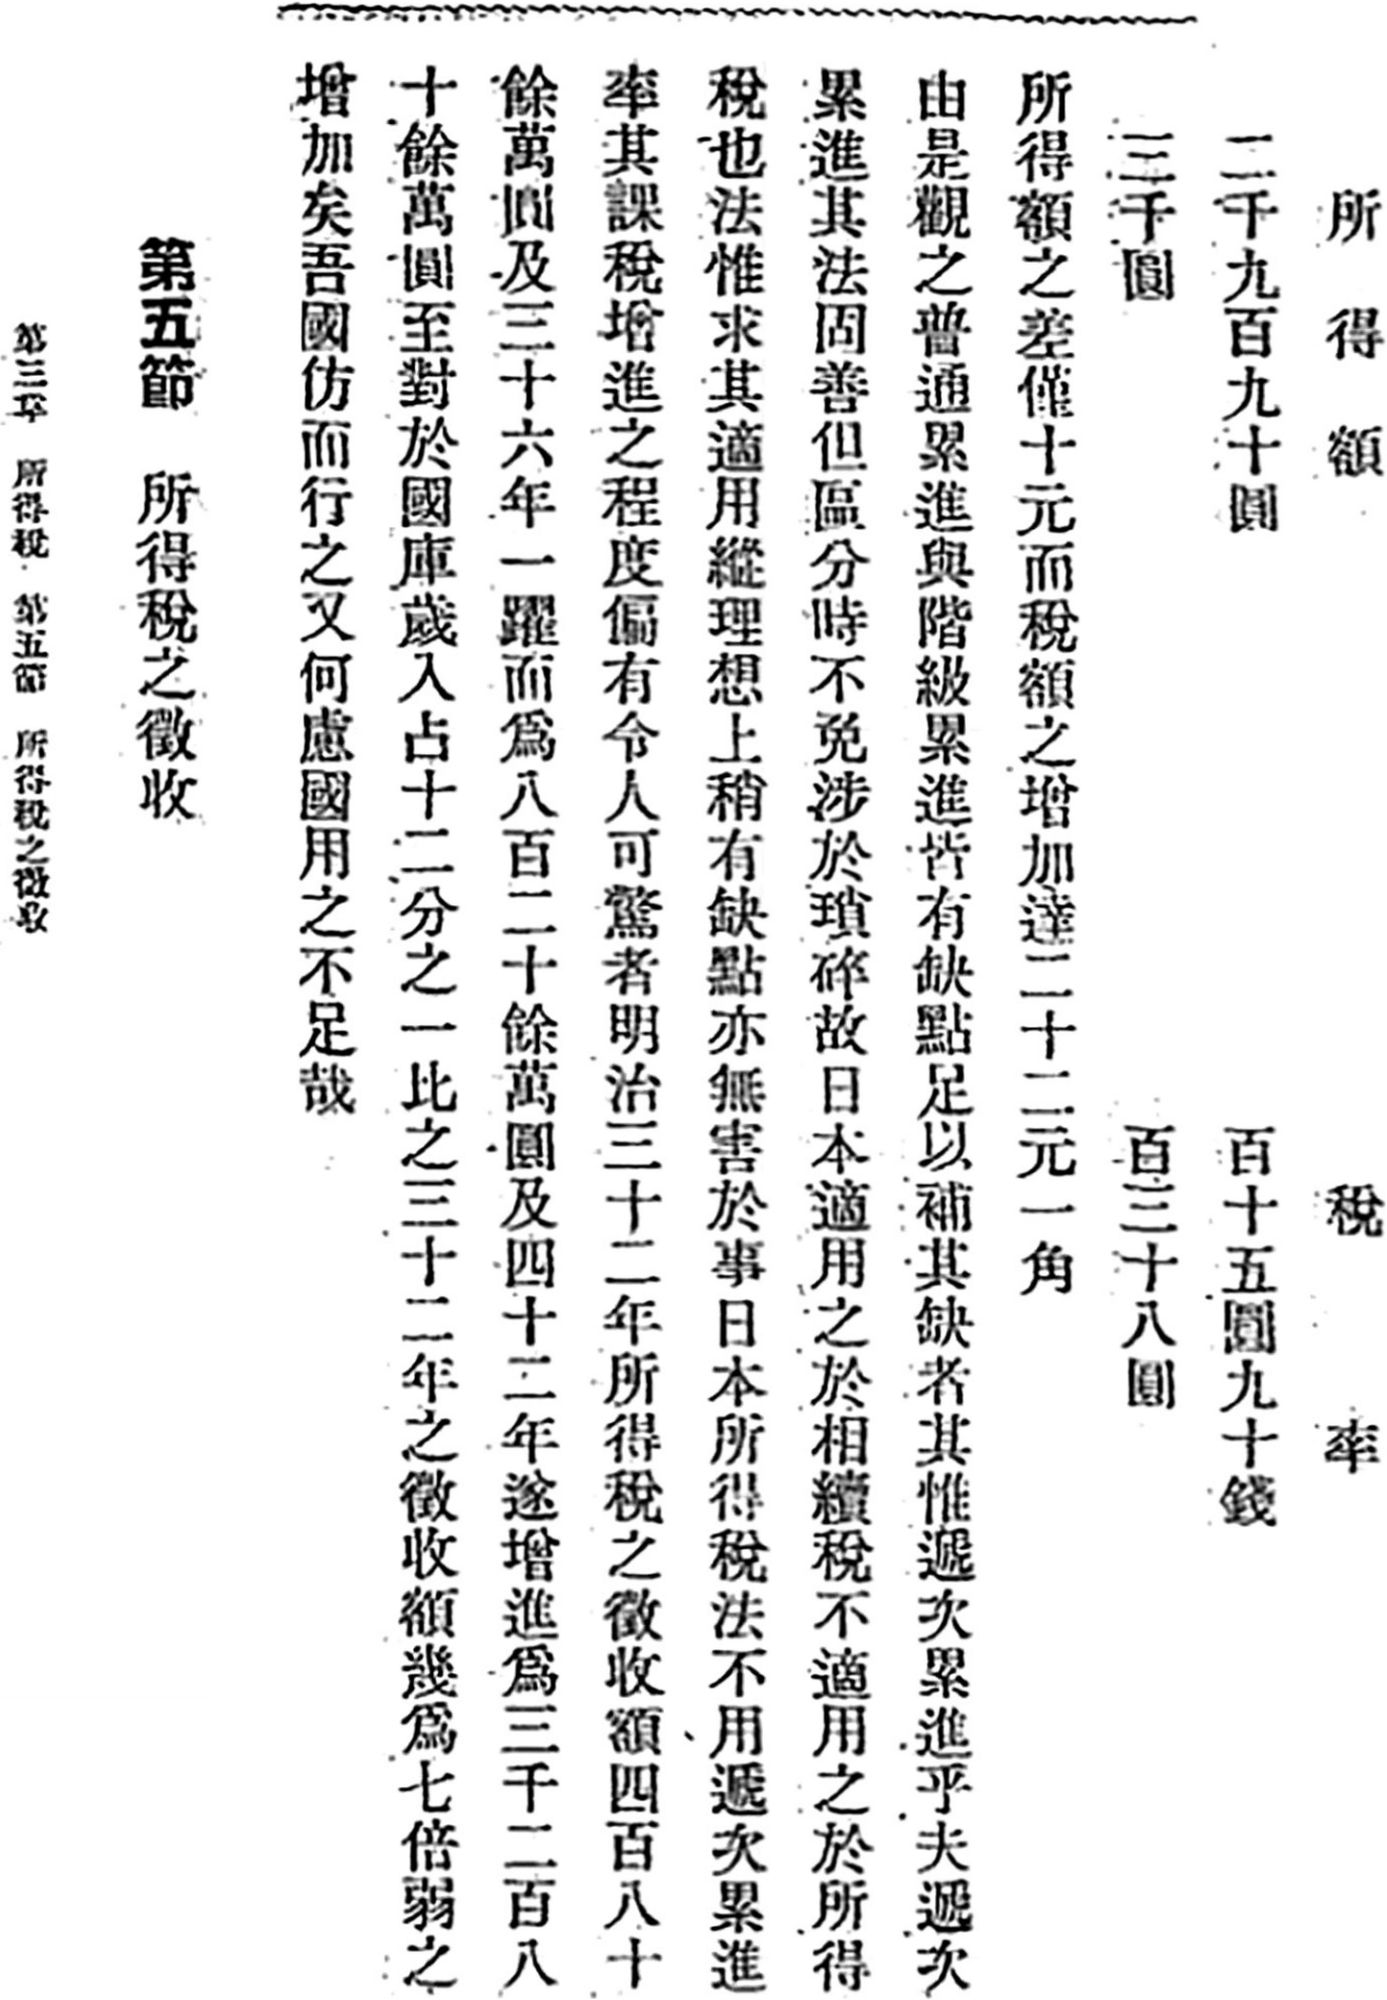 所得額　稅率
二千九百九十圓　百十五圓九十錢
三千圓　百三十八圓
所得額之差僅十元而稅額之增加達二十二元一角
由是觀之普通累進與階級累進皆有缺點足以補其缺者其惟遞次累進乎夫遞次
累進其法固善但區分時不免涉於瑣碎故日本適用之於相續稅不適用之於所得
稅也法惟求其適用縱理想上稍有缺點亦無害於事日本所得稅法不用遞次累進
率其課稅增進之程度偏有令人可驚者明治三十二年所得稅之徵收額四百八十
餘萬圓及三十六年一躍而爲八百二十餘萬圓及四十二年遂增進爲三千二百八
十餘萬圓至對於國庫歲入占十二分之一比之三十二年之徵收額幾爲七倍弱之
增加矣吾國仿而行之又何慮國用之不足哉
第五節　所得稅之徵收
第三章　所得稅　第五節　所得稅之徵收